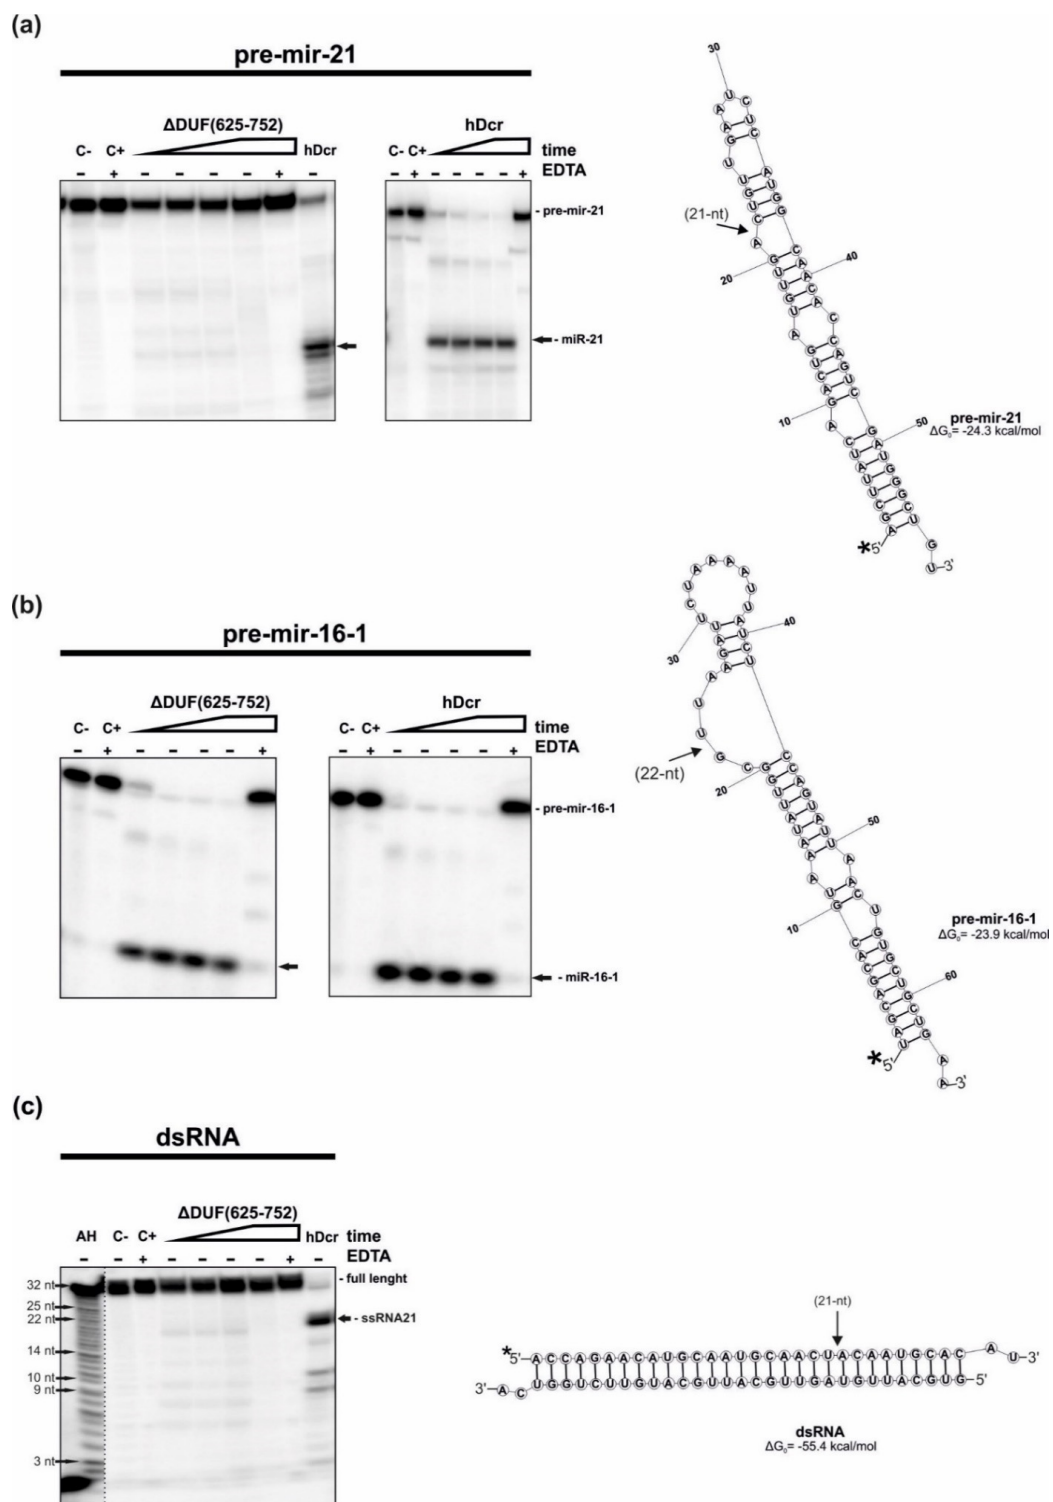 (a)
pre-mir-21
ΔDUF(625-752)
hDcr
C- C+ hDcr
C- C+ time
- + - - - - + -
- + - - - - + EDTA
- pre-mir-21
- miR-21
30
(21-nt)
20
40
10
50
pre-mir-21
ΔG₀= -24.3 kcal/mol
*5'
3'
(b)
pre-mir-16-1
ΔDUF(625-752)
hDcr
C- C+
C- C+ time
- + - - - - +
- + - - - - + EDTA
- pre-mir-16-1
- miR-16-1
30
40
(22-nt)
20
50
10
pre-mir-16-1
ΔG₀= -23.9 kcal/mol
60
*5'
3'
(c)
dsRNA
ΔDUF(625-752)
AH C- C+ hDcr time
- - + - - - - + - EDTA
32 nt
25 nt
22 nt
14 nt
10 nt
9 nt
3 nt
- full lenght
- ssRNA21
(21-nt)
*5'-ACCAGAACAUGCAAUGCAACUACAAUGCACAU-3'
3'-ACUGGUCUUGUACGUUACGUUGAUGUUACGUG-5'
dsRNA
ΔG₀= -55.4 kcal/mol